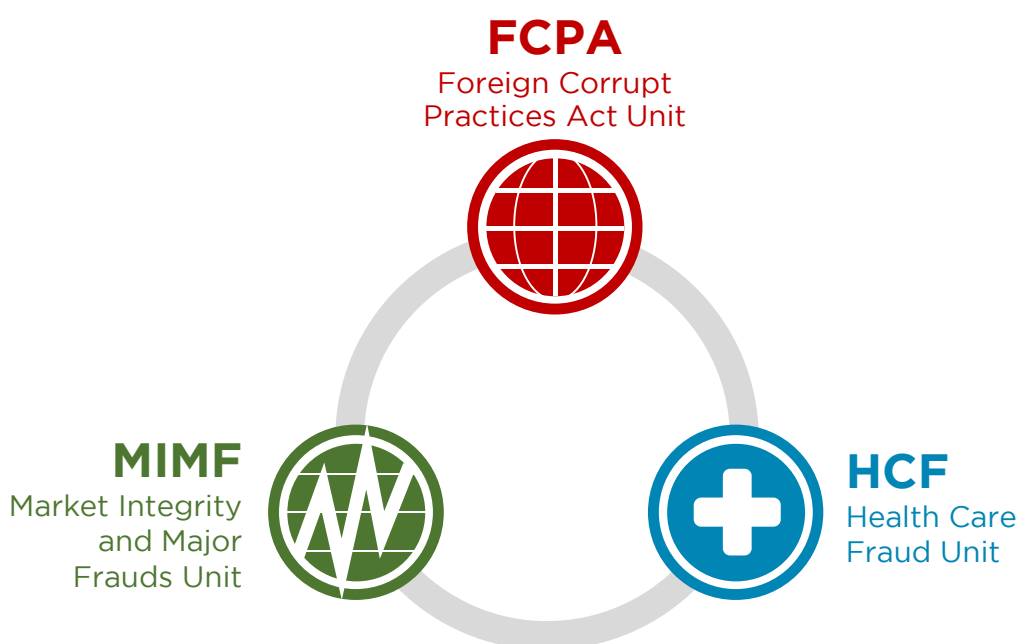 FCPA
Foreign Corrupt
Practices Act Unit
MIMF
Market Integrity
and Major
Frauds Unit
HCF
Health Care
Fraud Unit